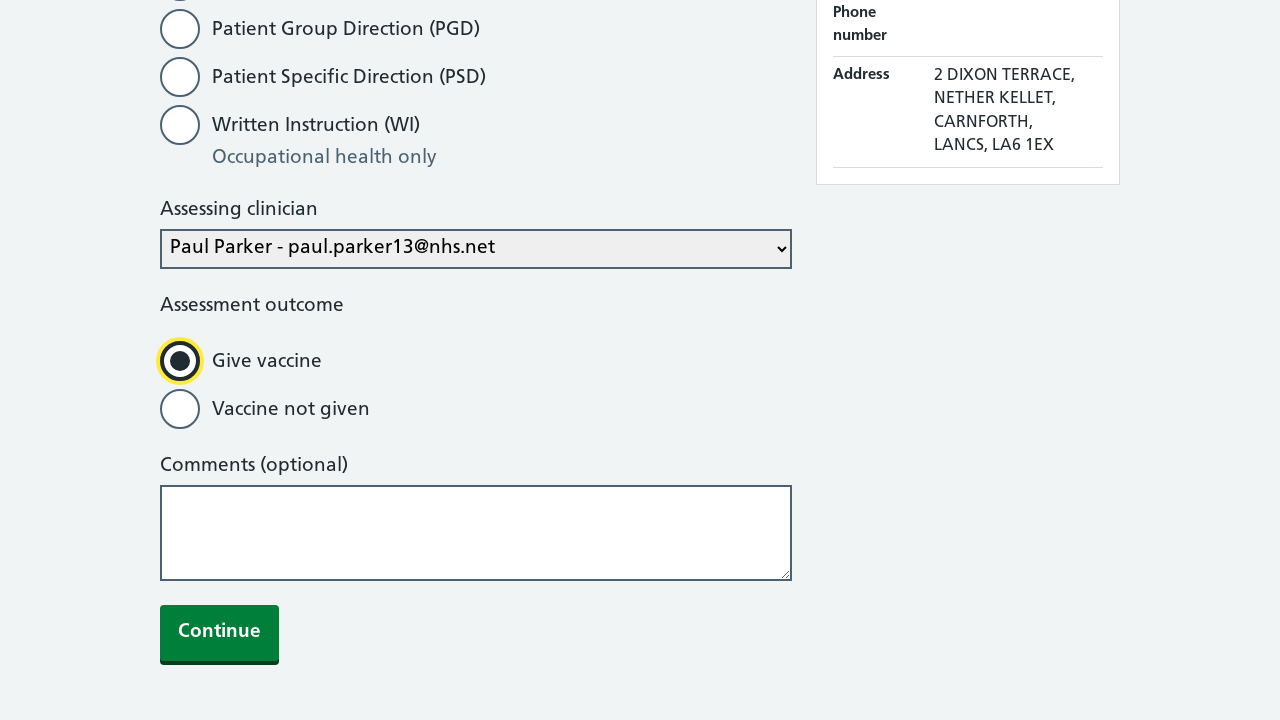 Patient Group Direction (PGD)
Patient Specific Direction (PSD)
Written Instruction (WI)
Occupational health only
Assessing clinician
Paul Parker - paul.parker13@nhs.net
Assessment outcome
Give vaccine
Vaccine not given
Comments (optional)
Continue
Phone
number
Address
2 DIXON TERRACE,
NETHER KELLET,
CARNFORTH,
LANCS, LA6 1EX